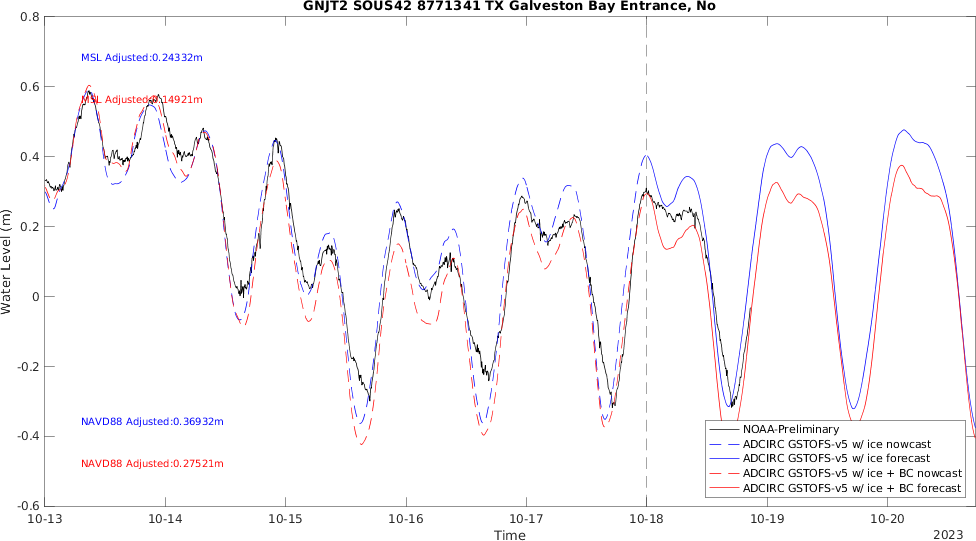 GNJT2 SOUS42 8771341 TX Galveston Bay Entrance, No
0.8
MSL Adjusted:0.24332m
0.6
MSL Adjusted:0.14921m
0.4
0.2
0
-0.2
-0.4
-0.6
Water Level (m)
NAVD88 Adjusted:0.36932m
NAVD88 Adjusted:0.27521m
NOAA-Preliminary
ADCIRC GSTOFS-v5 w/ ice nowcast
ADCIRC GSTOFS-v5 w/ ice forecast
ADCIRC GSTOFS-v5 w/ ice + BC nowcast
ADCIRC GSTOFS-v5 w/ ice + BC forecast
10-13 10-14 10-15 10-16 10-17 10-18 10-19 10-20
Time
2023